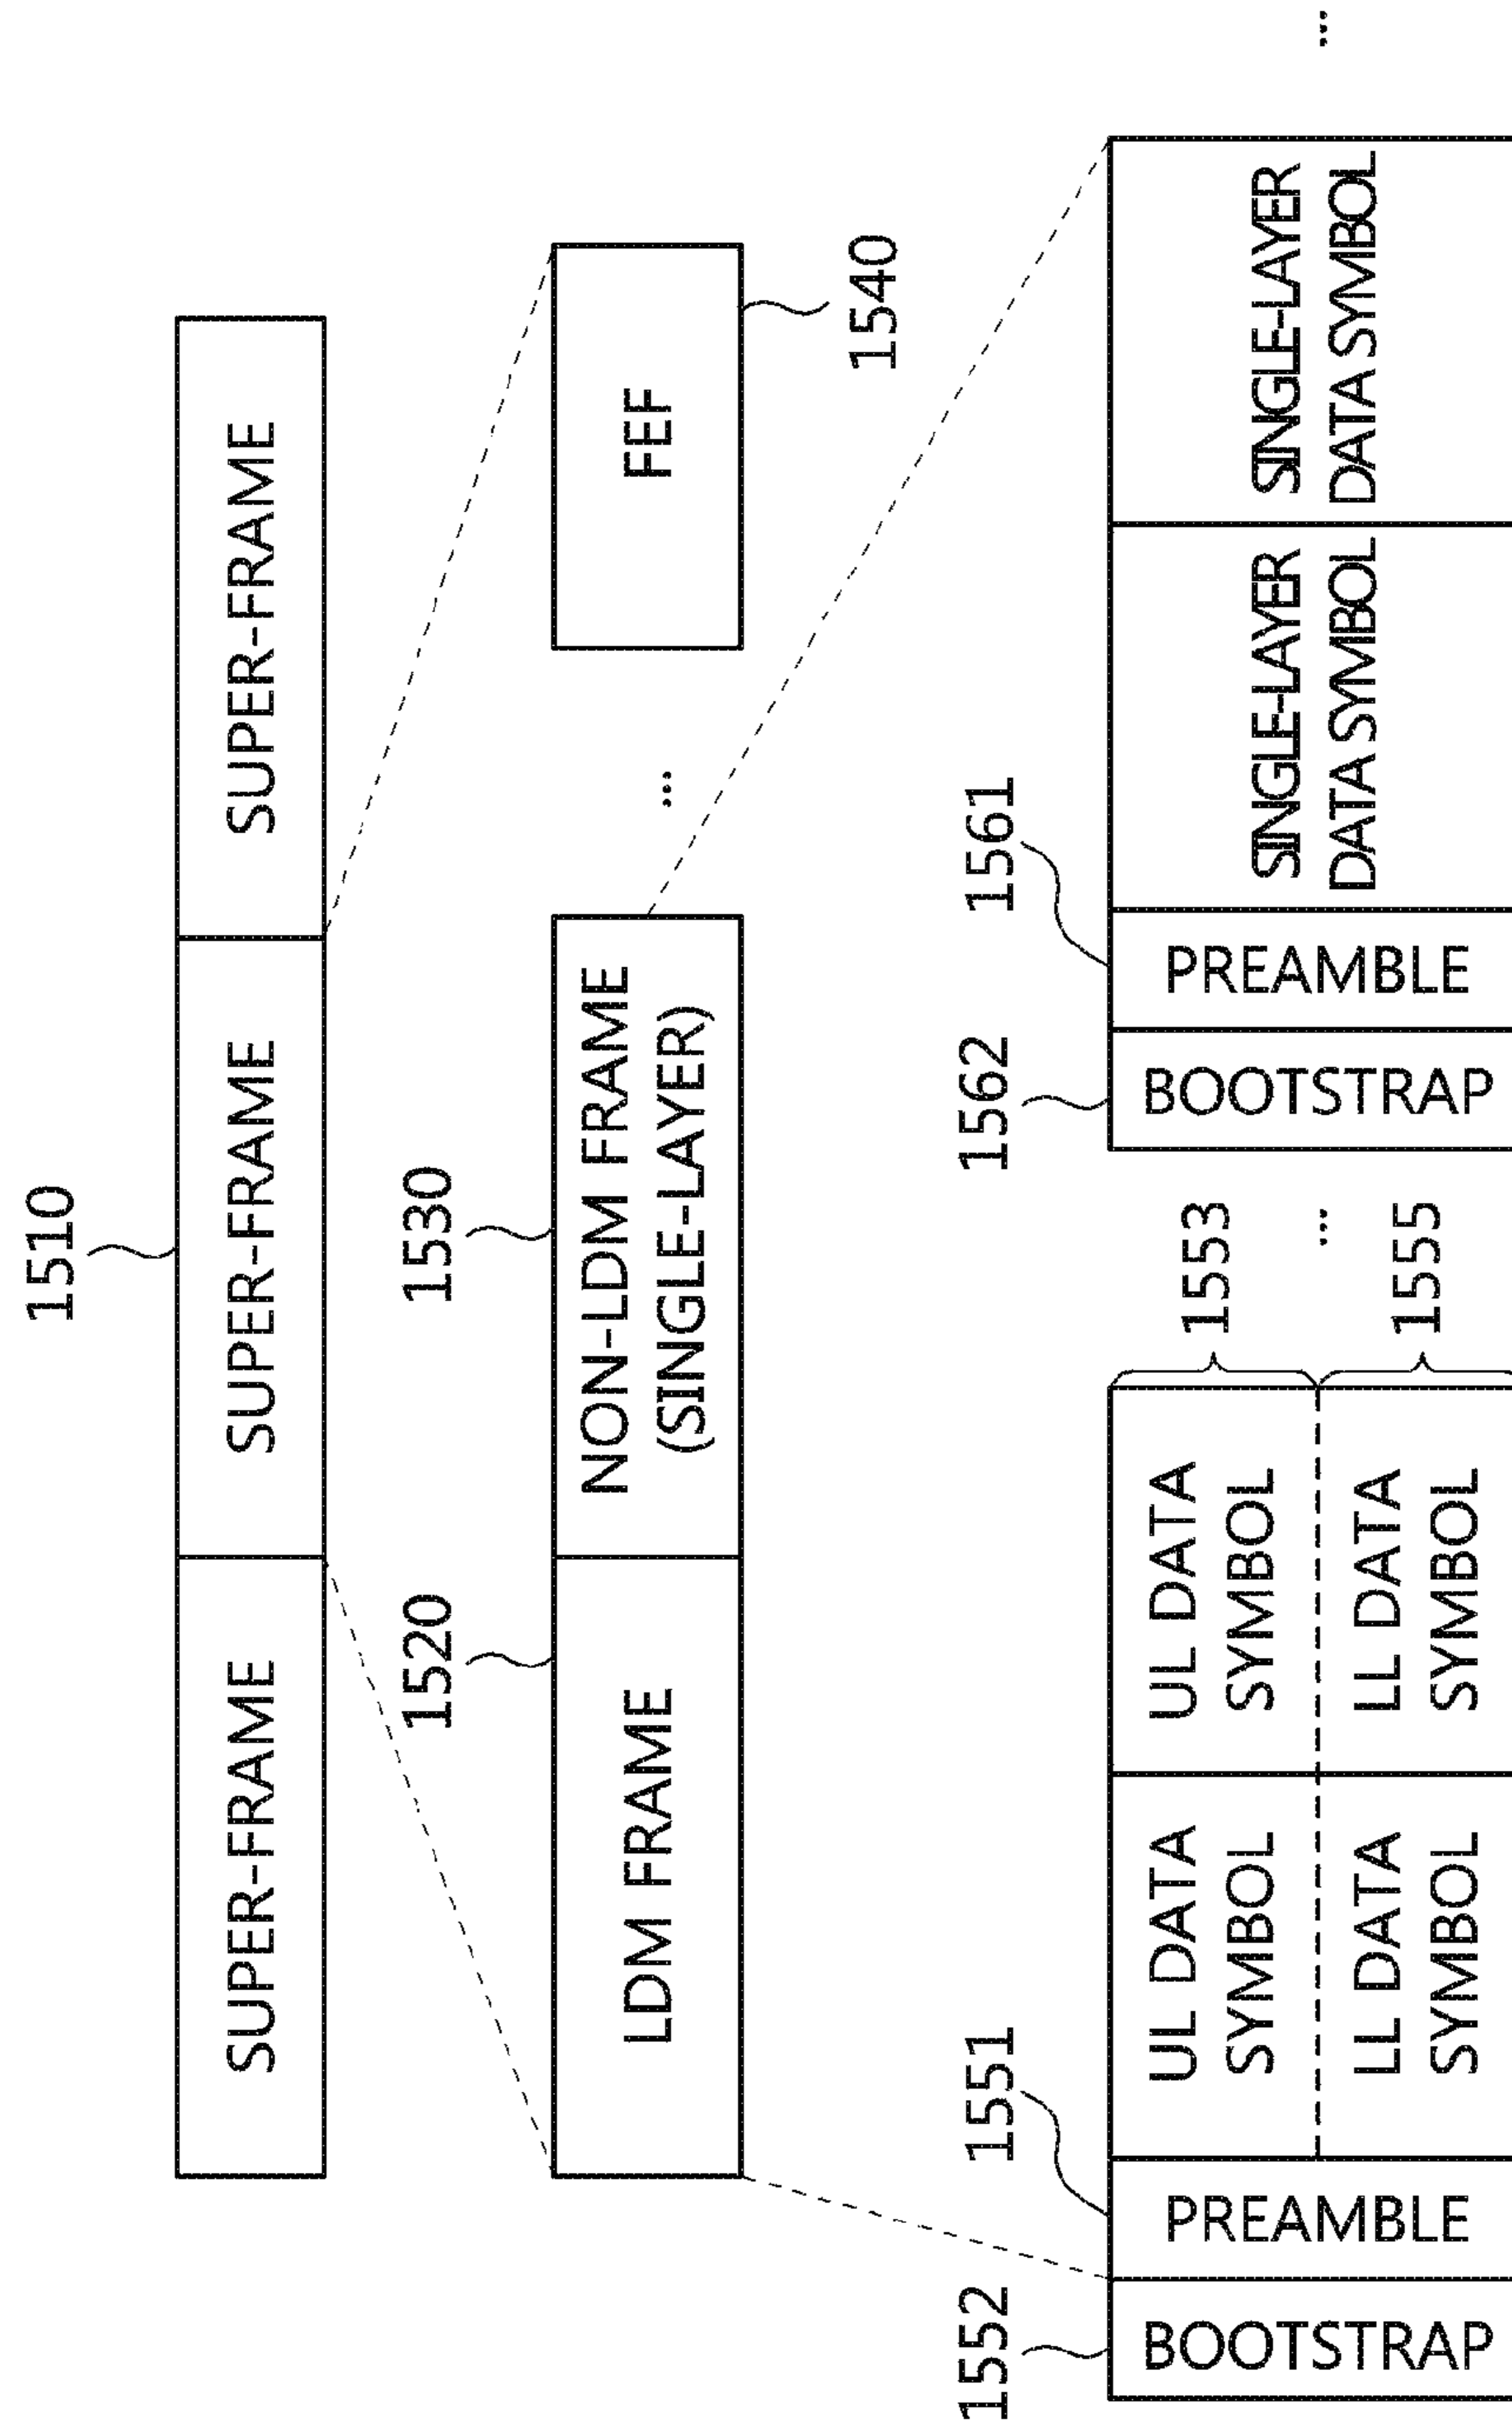 1510
SUPER-FRAME
SUPER-FRAME
SUPER-FRAME
1520
1530
LDM FRAME
NON-LDM FRAME
(SINGLE-LAYER)
...
FEF
1540
1552
1551
BOOTSTRAP
PREAMBLE
UL DATA
SYMBOL
UL DATA
SYMBOL
LL DATA
SYMBOL
LL DATA
SYMBOL
1553
...
1555
1562
1561
BOOTSTRAP
PREAMBLE
SINGLE-LAYER
DATA SYMBOL
SINGLE-LAYER
DATA SYMBOL
...